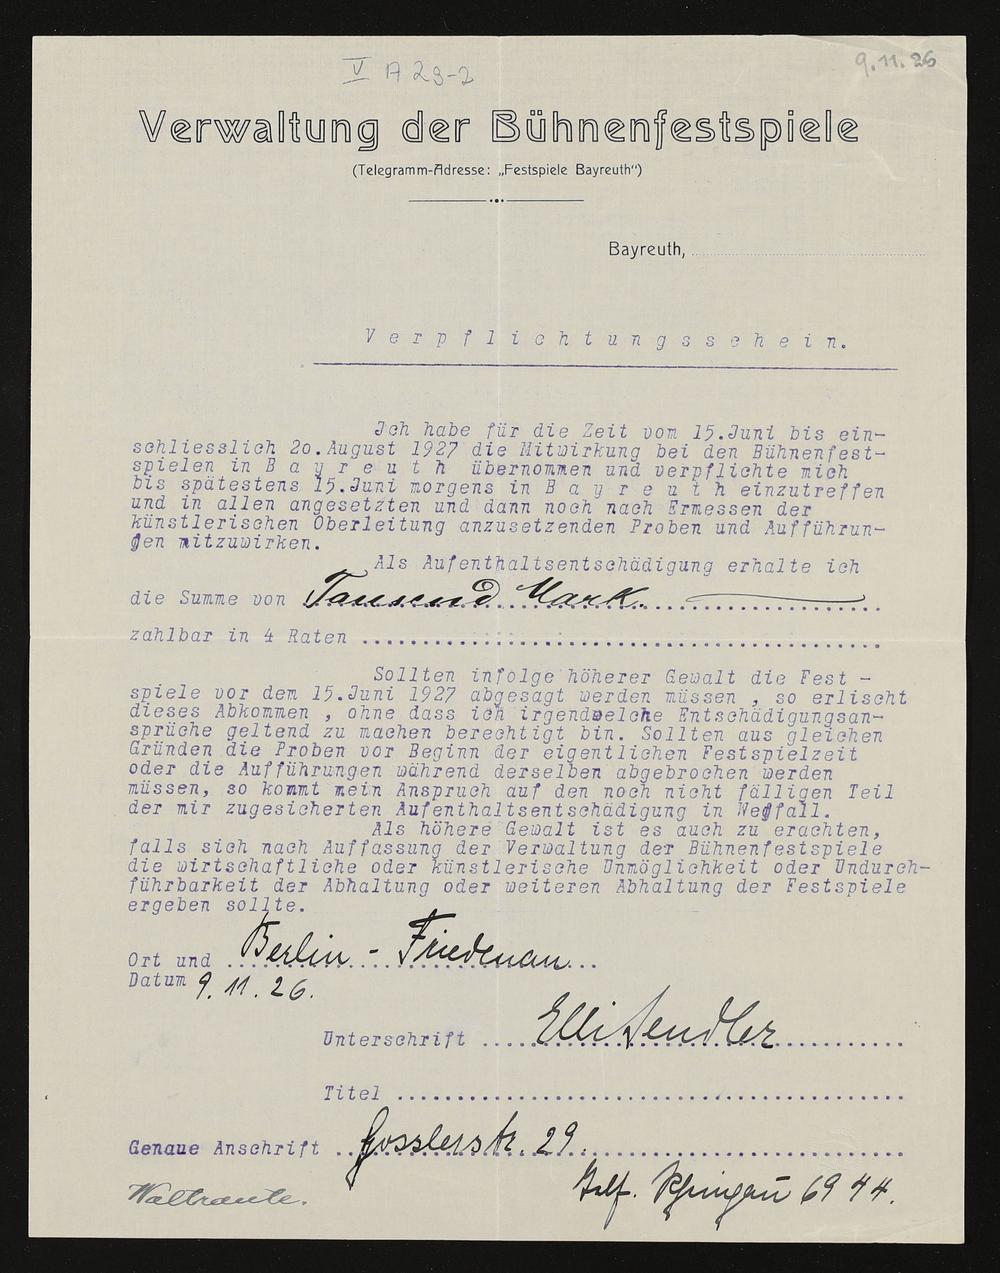 V A 29-2
9.11.26
Verwaltung der Bühnenfestspiele
(Telegramm-Adresse: „Festspiele Bayreuth“)
Bayreuth,
Verpflichtungsschein.
Ich habe für die Zeit vom 15.Juni bis ein-
schliesslich 2o.August 1927 die Mitwirkung bei den Bühnenfest-
spielen in B a y r e u t h übernommen und verpflichte mich
bis spätestens 15.Juni morgens in B a y r e u t h einzutreffen
und in allen angesetzten und dann noch nach Ermessen der
künstlerischen Oberleitung anzusetzenden Proben und Aufführun-
gen mitzuwirken.
Als Aufenthaltsentschädigung erhalte ich
die Summe von Tausend Mark.
zahlbar in 4 Raten
Sollten infolge höherer Gewalt die Fest -
spiele vor dem 15.Juni 1927 abgesagt werden müssen , so erlischt
dieses Abkommen , ohne dass ich irgendwelche Entschädigungsan-
sprüche geltend zu machen berechtigt bin. Sollten aus gleichen
Gründen die Proben vor Beginn der eigentlichen Festspielzeit
oder die Aufführungen während derselben abgebrochen werden
müssen, so kommt mein Anspruch auf den noch nicht fälligen Teil
der mir zugesicherten Aufenthaltsentschädigung in Wegfall.
Als höhere Gewalt ist es auch zu erachten,
falls sich nach Auffassung der Verwaltung der Bühnenfestspiele
die wirtschaftliche oder künstlerische Unmöglichkeit oder Undurch-
führbarkeit der Abhaltung oder weiteren Abhaltung der Festspiele
ergeben sollte.
Ort und Berlin - Friedenau
Datum 9. 11. 26.
Unterschrift Elli Sendler
Titel
Genaue Anschrift Gosslerstr. 29.
Waltraute.
6944.